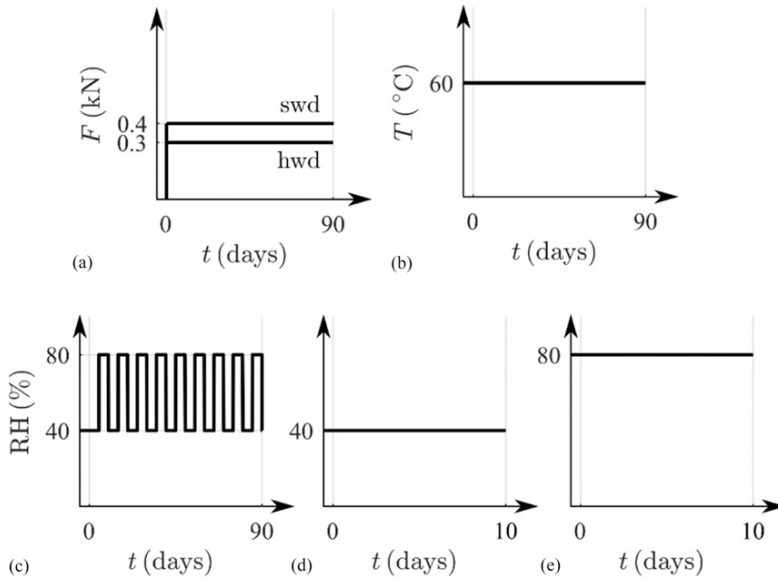 F (kN)
0.4
0.3
swd
hwd
0
90
t (days)
(a)
T (°C)
60
0
90
t (days)
(b)
RH (%)
80
40
0
90
t (days)
(c)
40
0
10
t (days)
(d)
80
0
10
t (days)
(e)